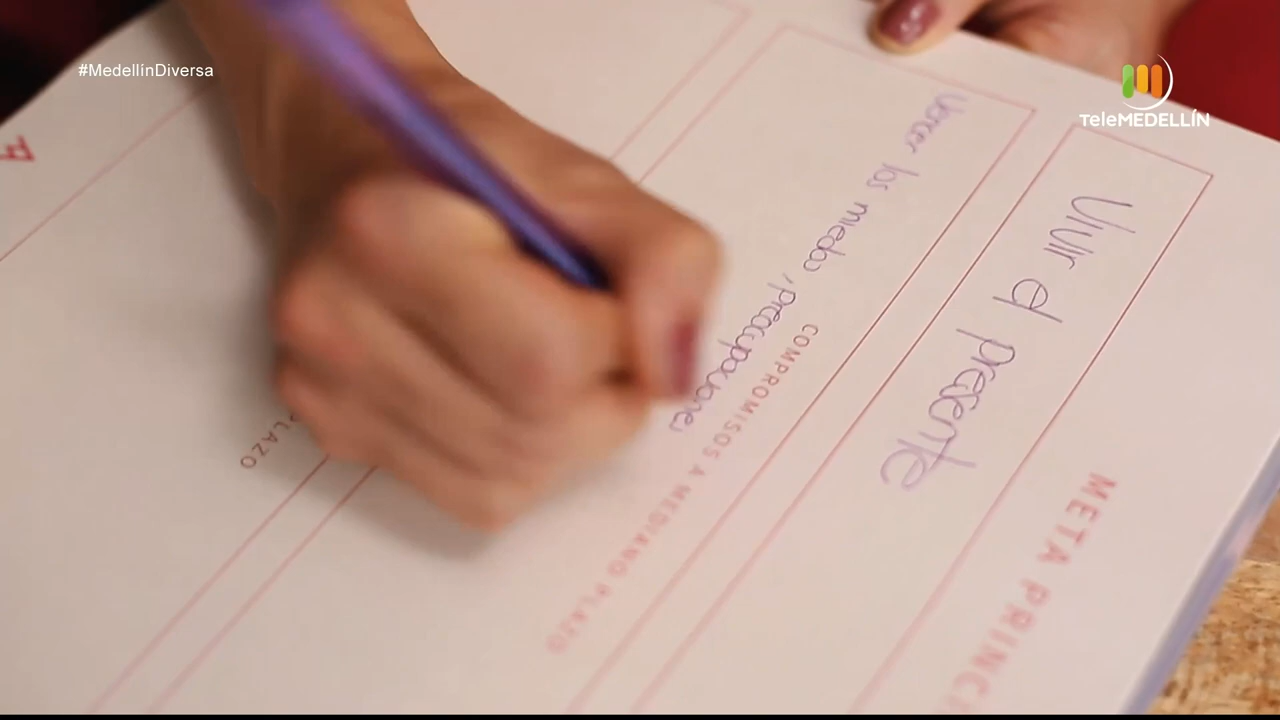 #MedellínDiversa
TeleMEDELLÍN
META PRINC
Vivir el presente
COMPROMISOS A MEDIANO PLAZO
Vencer los miedos, preocupaciones
PLAZO